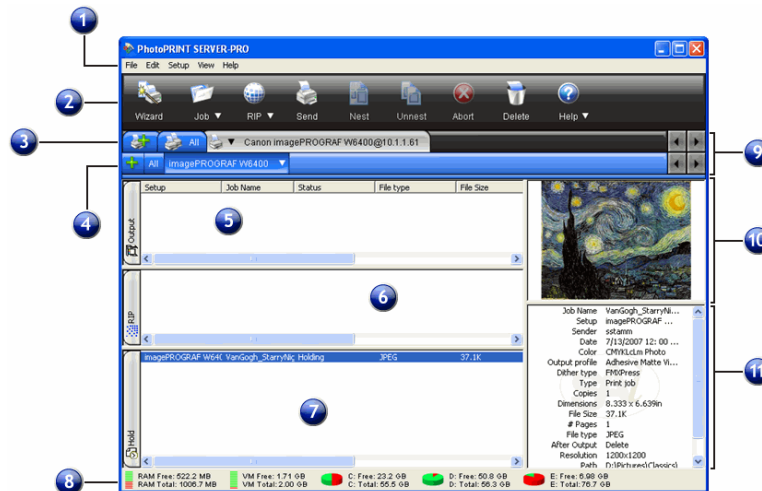 1
PhotoPRINT SERVER-PRO
File Edit Setup View Help
2
Wizard Job RIP Send Nest Unnest Abort Delete Help
3
All Canon imagePROGRAF W6400@10.1.1.61
9
4
All imagePROGRAF W6400
Setup Job Name Status File type File Size
Output
5
10
RIP
6
Job Name VanGogh_StarryNi...
Setup imagePROGRAF ...
Sender sstamm
Date 7/13/2007 12: 00 ...
Color CMYKLcLm Photo
Output profile Adhesive Matte Vi...
Dither type FMXPress
Type Print job
Copies 1
Dimensions 8.333 x 6.639in
File Size 37.1K
# Pages 1
File type JPEG
After Output Delete
Resolution 1200x1200
Path D:\Pictures\Classics\
11
imagePROGRAF W64( VanGogh_StarryNig Holding JPEG 37.1K
Hold
7
8
RAM Free: 522.2 MB VM Free: 1.71 GB C: Free: 23.2 GB D: Free: 50.8 GB E: Free: 6.98 GB
RAM Total: 1006.7 MB VM Total: 2.00 GB C: Total: 55.5 GB D: Total: 56.3 GB E: Total: 76.7 GB